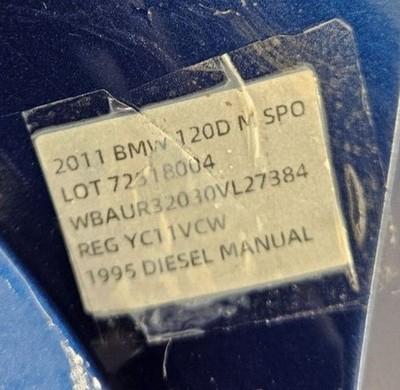 2011 BMW 120D M SPO
LOT 72518004
WBAUR32030VL27384
REG YC11VCW
1995 DIESEL MANUAL